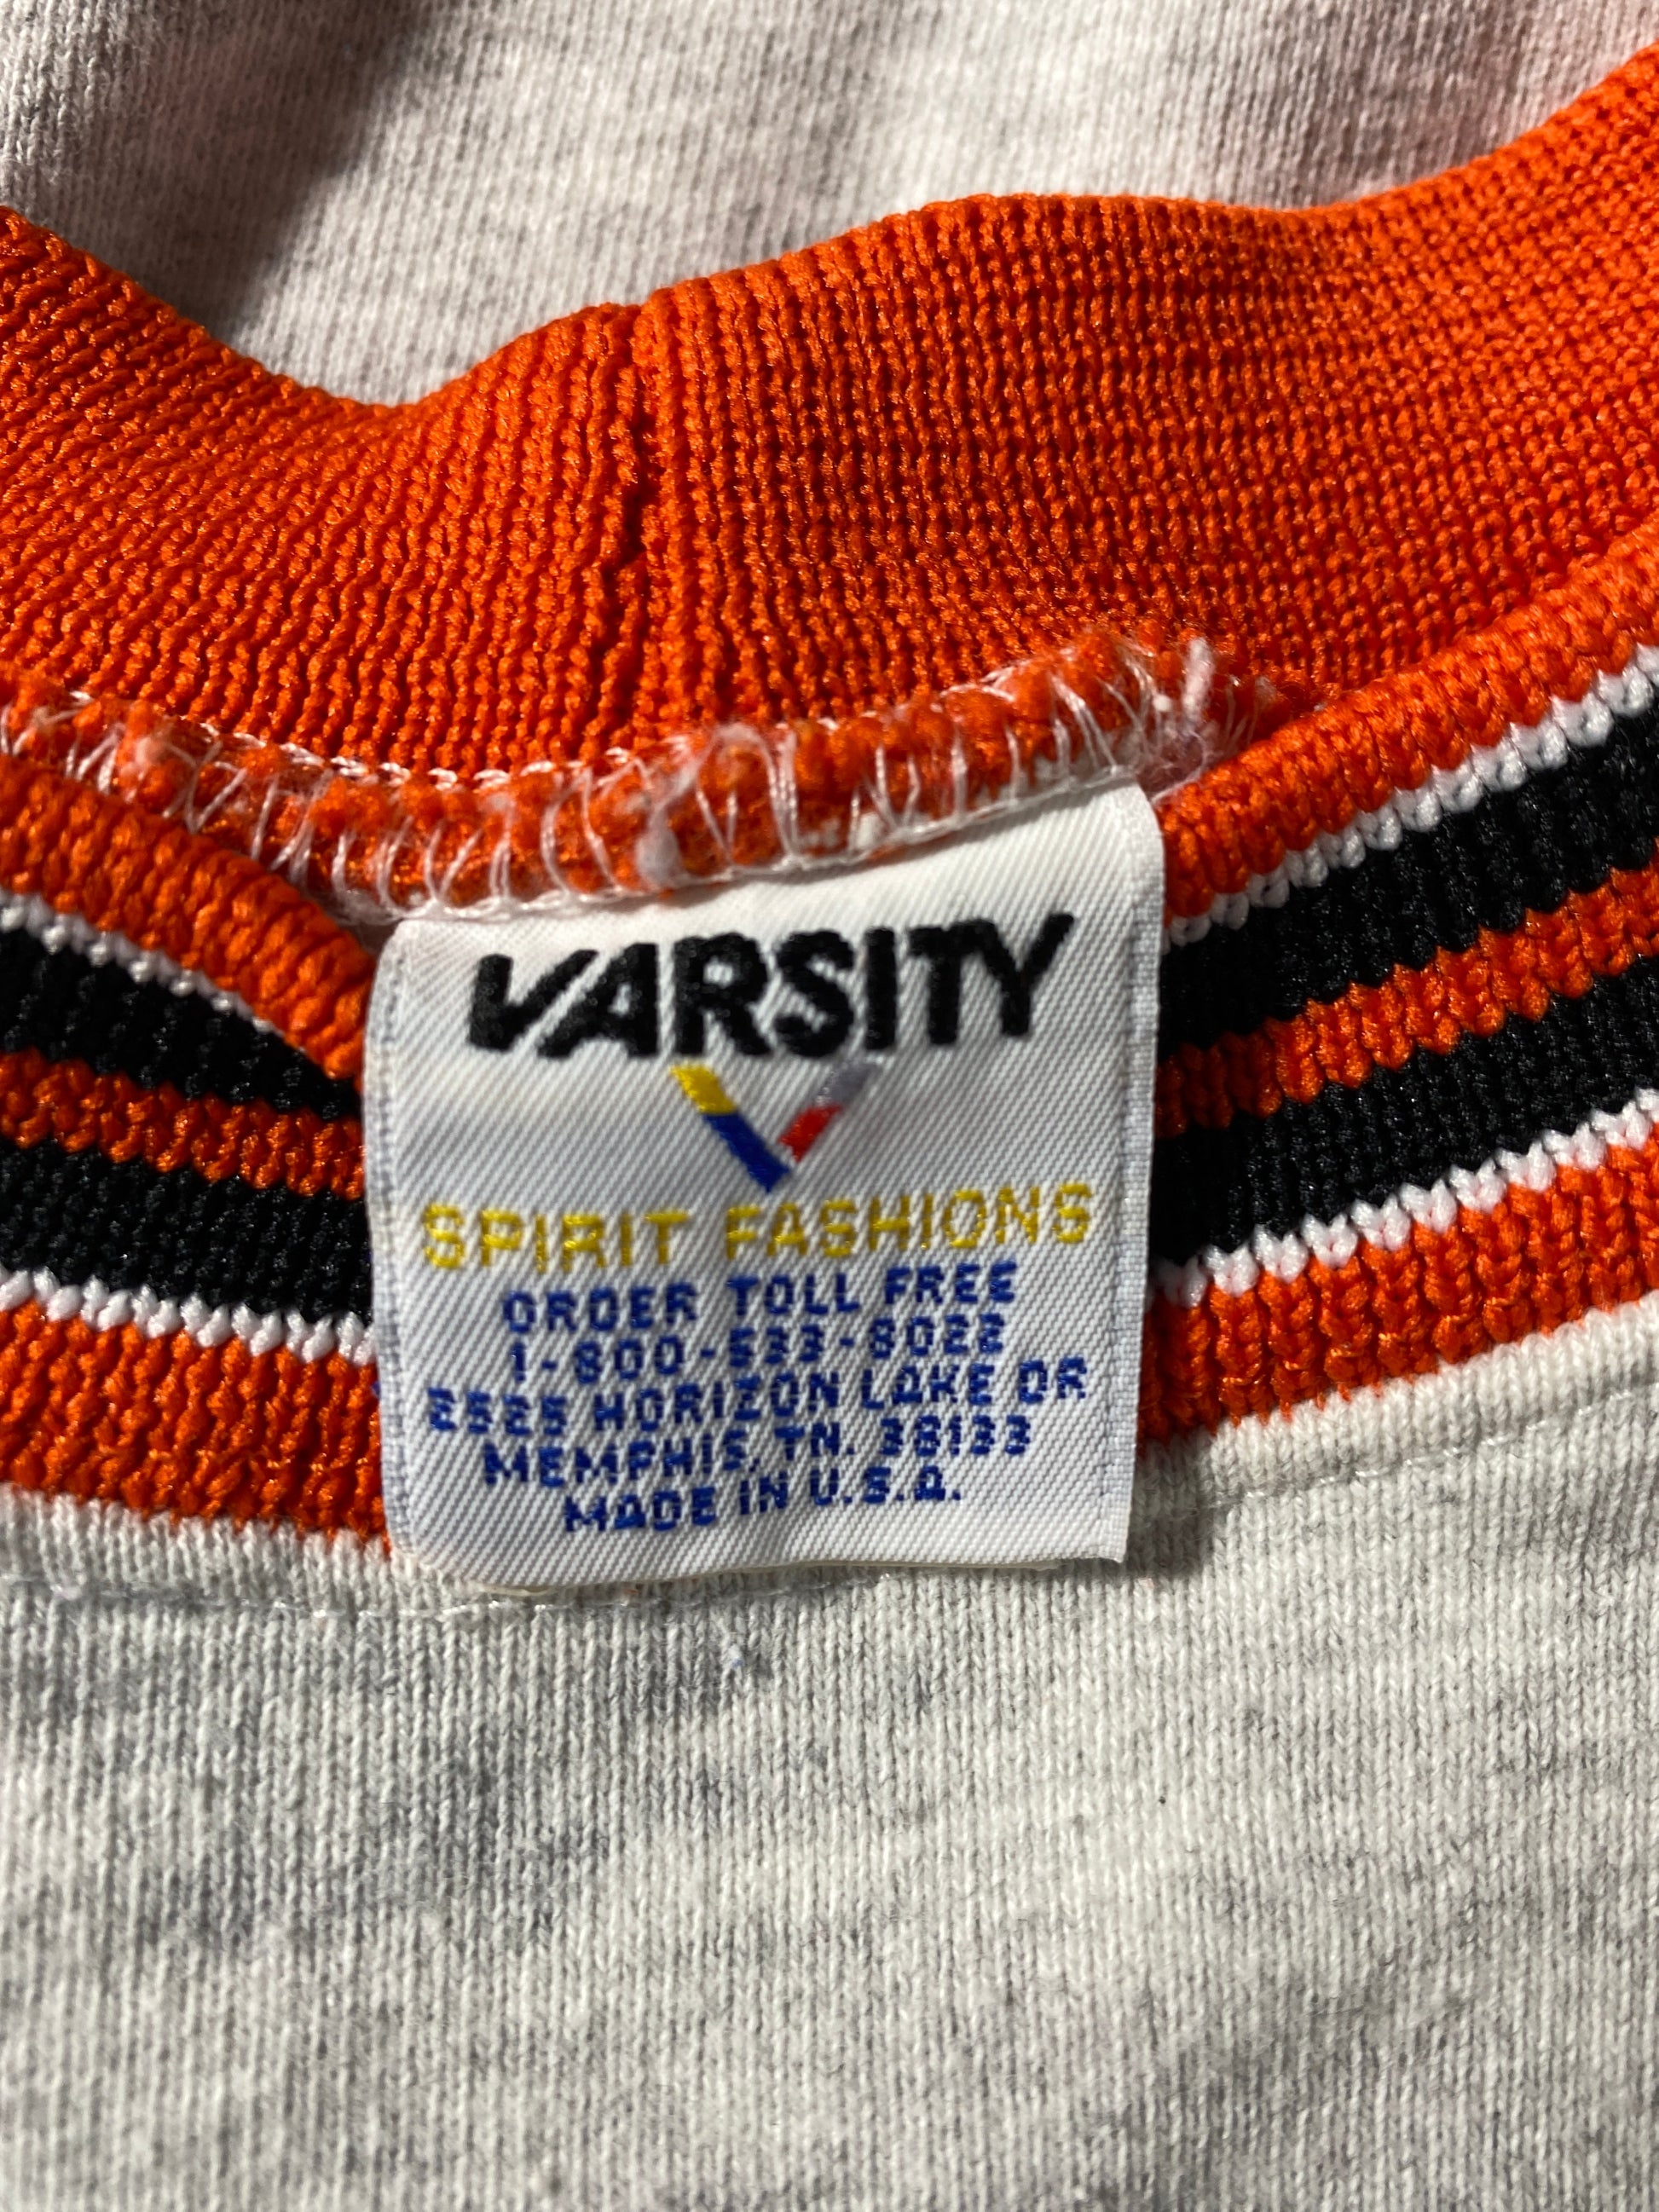 VARSITY
SPIRIT FASHIONS
ORDER TOLL FREE
1-800-533-8022
2525 HORIZON LAKE DR
MEMPHIS, TN. 38133
MADE IN U.S.A.